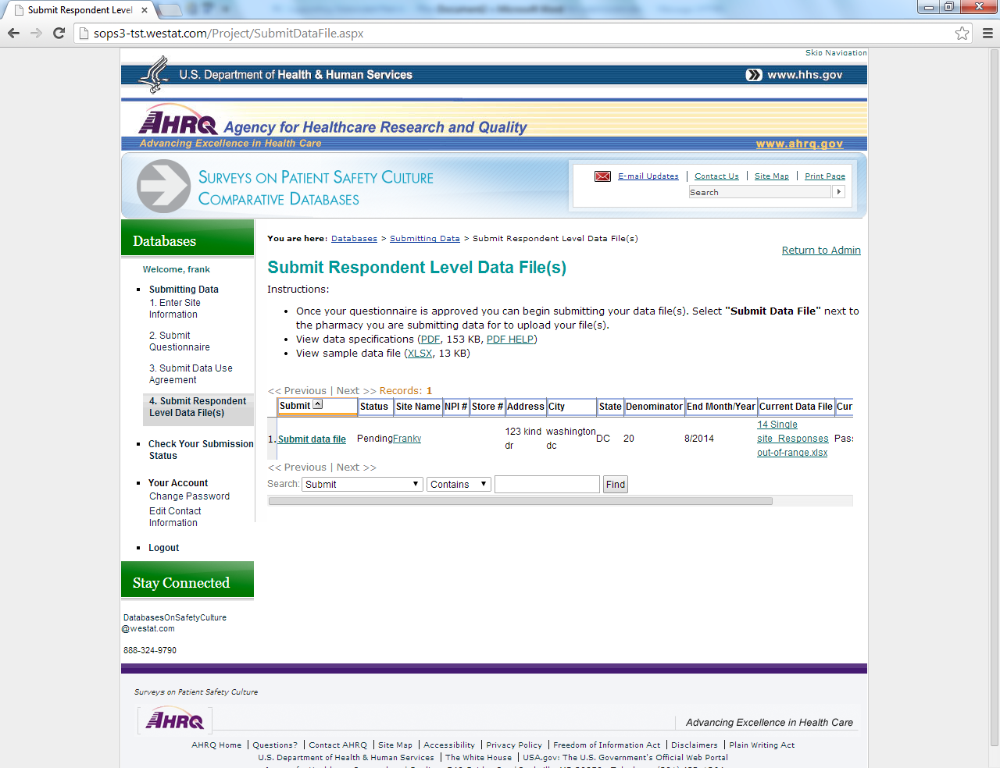 Submit Respondent Level
sops3-tst.westat.com/Project/SubmitDataFile.aspx
Skip Navigation
U.S. Department of Health & Human Services
www.hhs.gov
AHRQ Agency for Healthcare Research and Quality
Advancing Excellence in Health Care
www.ahrq.gov
SURVEYS ON PATIENT SAFETY CULTURE
COMPARATIVE DATABASES
E-mail Updates | Contact Us | Site Map | Print Page
Search
Databases
Welcome, frank
Submitting Data
1. Enter Site
Information
2. Submit
Questionnaire
3. Submit Data Use
Agreement
4. Submit Respondent
Level Data File(s)
Check Your Submission
Status
Your Account
Change Password
Edit Contact
Information
Logout
Stay Connected
DatabasesOnSafetyCulture
@westat.com
888-324-9790
You are here: Databases > Submitting Data > Submit Respondent Level Data File(s)
Return to Admin
Submit Respondent Level Data File(s)
Instructions:
Once your questionnaire is approved you can begin submitting your data file(s). Select "Submit Data File" next to
the pharmacy you are submitting data for to upload your file(s).
View data specifications (PDF, 153 KB, PDF HELP)
View sample data file (XLSX, 13 KB)
<< Previous | Next >> Records: 1
Submit Status Site Name NPI # Store # Address City State Denominator End Month/Year Current Data File Cur
1. Submit data file Pending Franky 123 kind dr washington dc DC 20 8/2014 14 Single site_Responses out-of-range.xlsx Pass
<< Previous | Next >>
Search: Submit Contains Find
Surveys on Patient Safety Culture
AHRQ
Advancing Excellence in Health Care
AHRQ Home | Questions? | Contact AHRQ | Site Map | Accessibility | Privacy Policy | Freedom of Information Act | Disclaimers | Plain Writing Act
U.S. Department of Health & Human Services | The White House | USA.gov: The U.S. Government's Official Web Portal